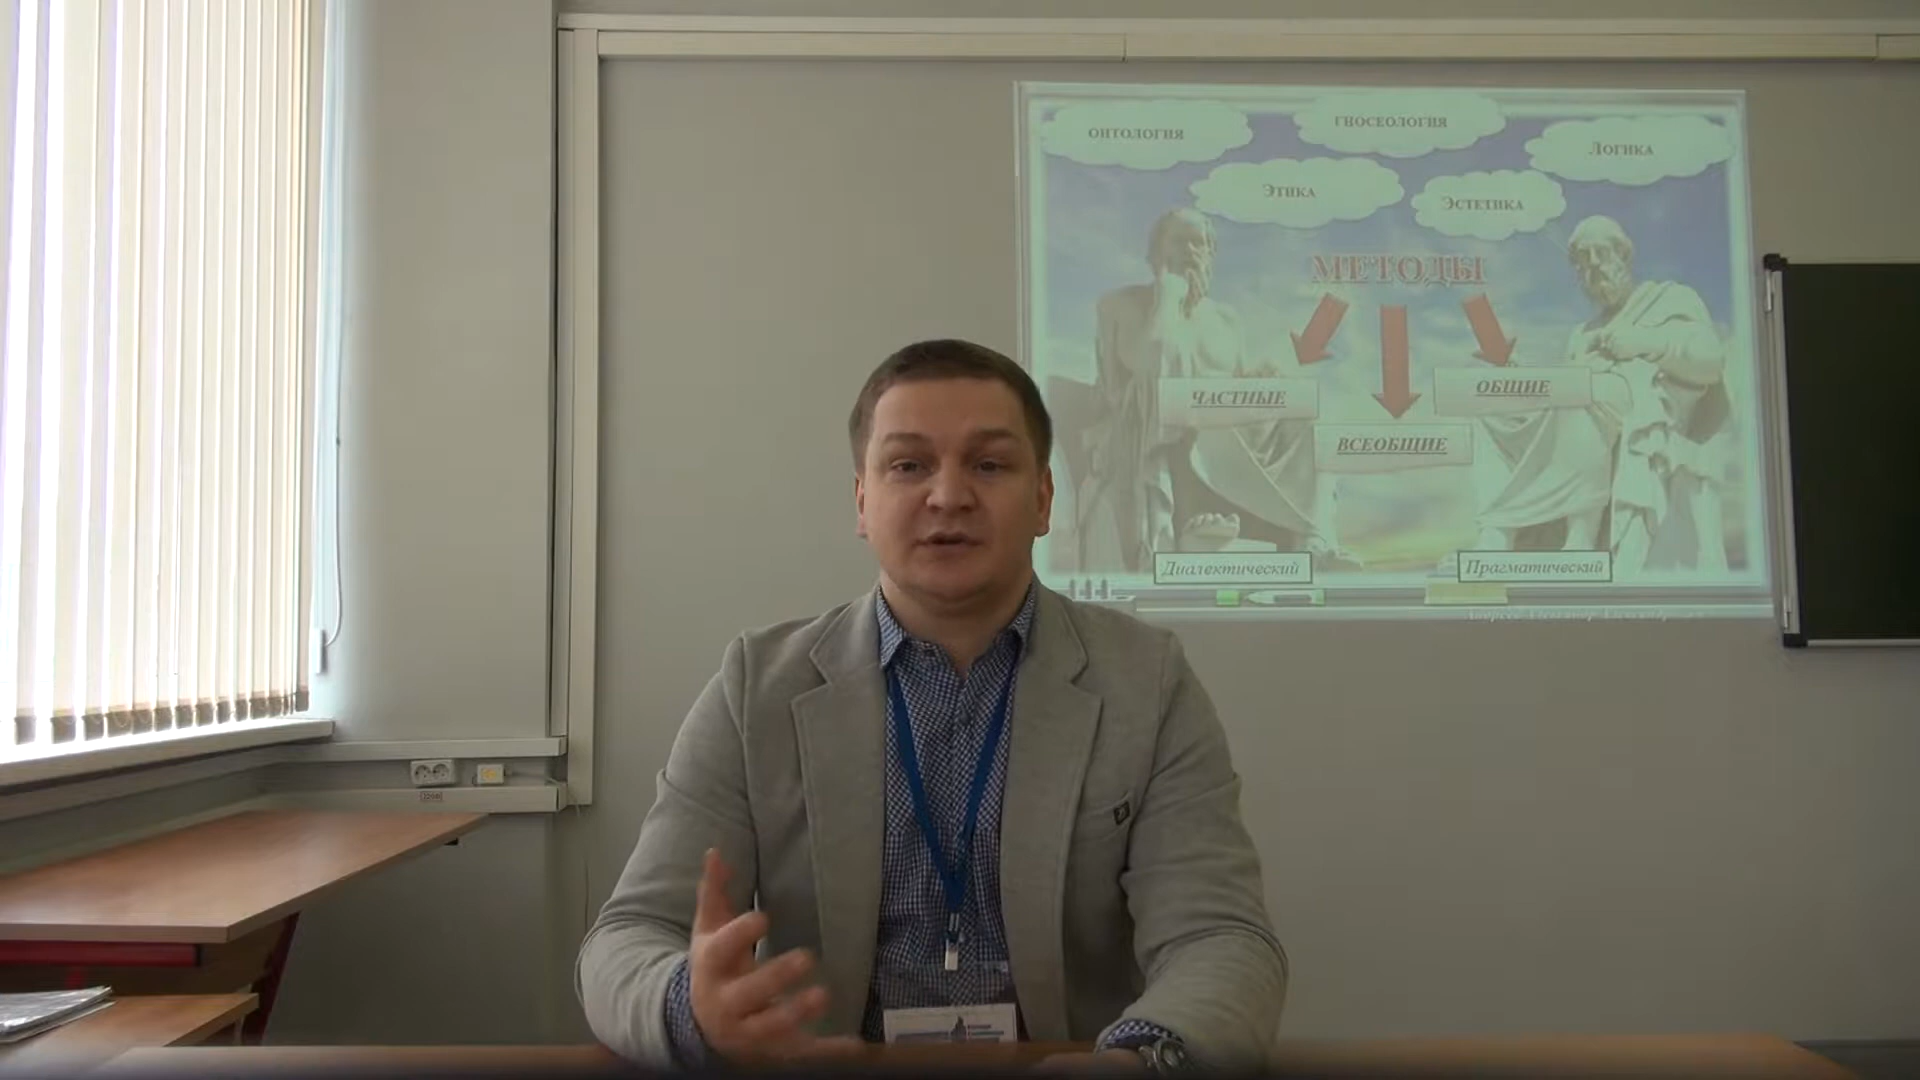 ОНТОЛОГИЯ
ГНОСЕОЛОГИЯ
ЛОГИКА
ЭТИКА
ЭСТЕТИКА
МЕТОДЫ
ЧАСТНЫЕ
ОБЩИЕ
ВСЕОБЩИЕ
Диалектический
Прагматический